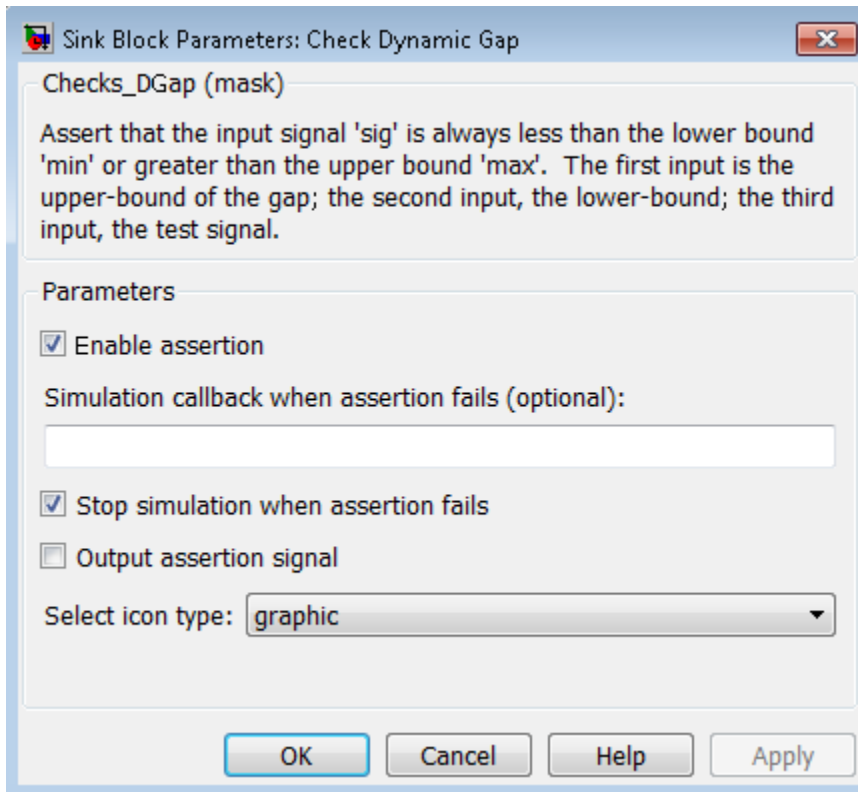 Sink Block Parameters: Check Dynamic Gap
Checks_DGap (mask)
Assert that the input signal 'sig' is always less than the lower bound
'min' or greater than the upper bound 'max'.  The first input is the
upper-bound of the gap; the second input, the lower-bound; the third
input, the test signal.
Parameters
Enable assertion
Simulation callback when assertion fails (optional):
Stop simulation when assertion fails
Output assertion signal
Select icon type: graphic
OK Cancel Help Apply